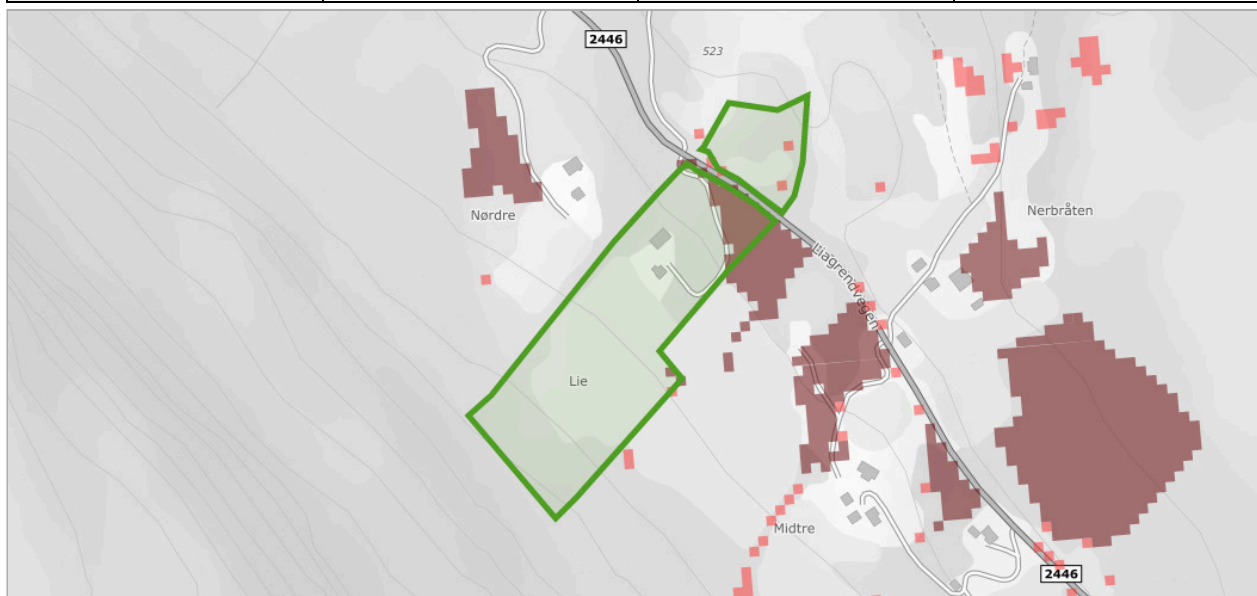 2446
523
Nørdre
Nerbråten
Liagrendvegen
Lie
Midtre
2446